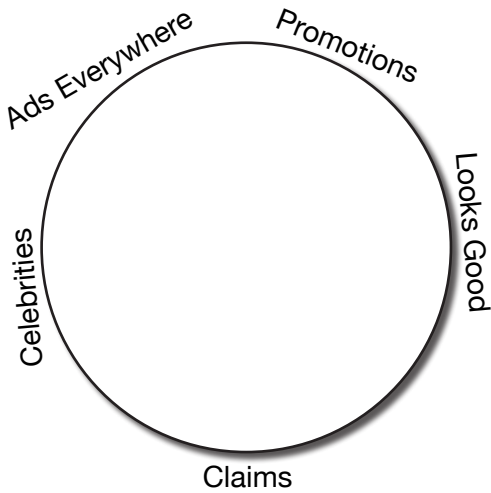 Ads Everywhere
Promotions
Looks Good
Celebrities
Claims